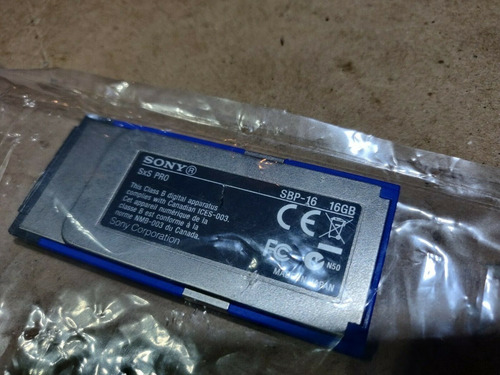 SONY®
SxS PRO
SBP-16 16GB
This Class B digital apparatus
complies with Canadian ICES-003.
Cet appareil numérique de la
classe B est conforme à la
norme NMB-003 du Canada.
Sony Corporation
CE
FC
N50
MADE IN JAPAN